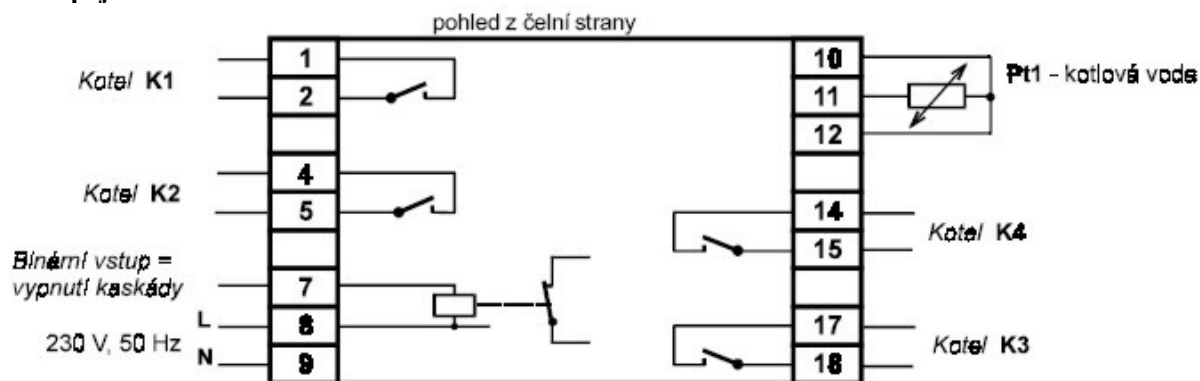 pohled z čelní strany
Kotel K1
1
2
Kotel K2
4
5
Binární vstup =
vypnutí kaskády
7
L
8
230 V, 50 Hz
N
9
10
11
12
Pt1 - kotlová voda
14
15
Kotel K4
17
18
Kotel K3